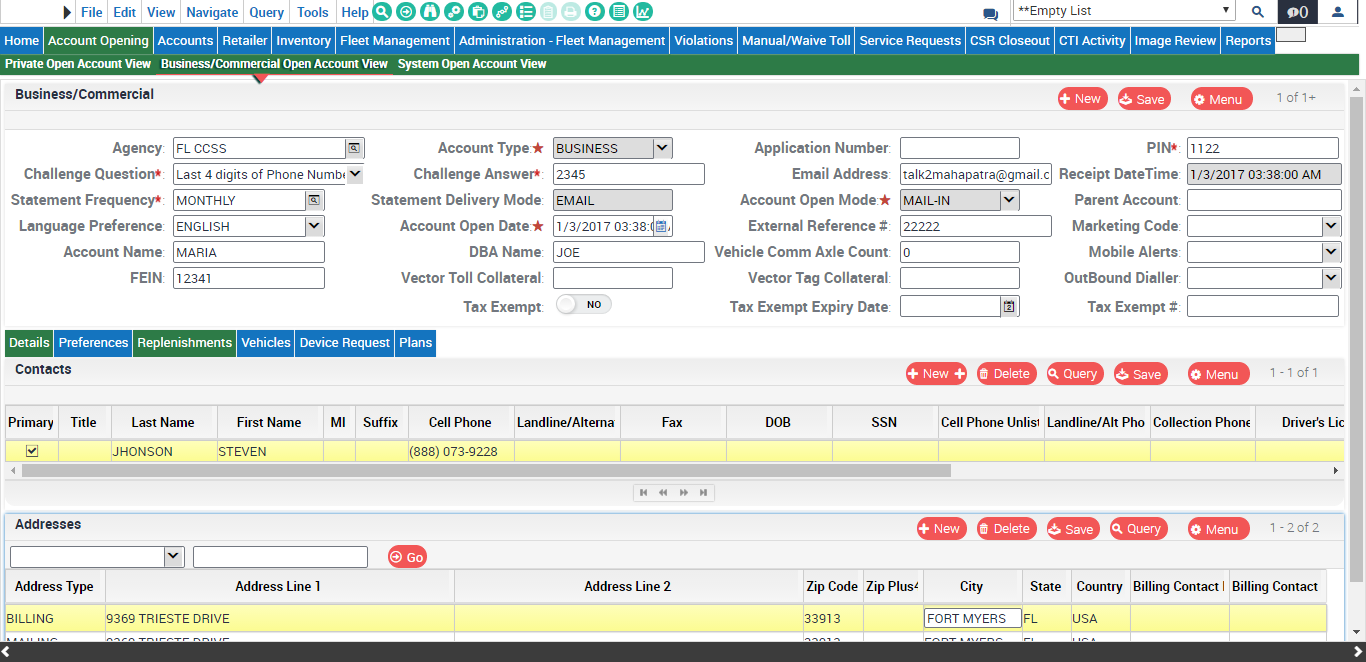 File Edit View Navigate Query Tools Help **Empty List 0
Home Account Opening Accounts Retailer Inventory Fleet Management Administration - Fleet Management Violations Manual/Waive Toll Service Requests CSR Closeout CTI Activity Image Review Reports
Private Open Account View Business/Commercial Open Account View System Open Account View
Business/Commercial New Save Menu 1 of 1+
Agency: FL CCSS Account Type★: BUSINESS Application Number: PIN*: 1122
Challenge Question*: Last 4 digits of Phone Numbe Challenge Answer*: 2345 Email Address: talk2mahapatra@gmail.c Receipt DateTime: 1/3/2017 03:38:00 AM
Statement Frequency*: MONTHLY Statement Delivery Mode: EMAIL Account Open Mode★: MAIL-IN Parent Account:
Language Preference: ENGLISH Account Open Date★: 1/3/2017 03:38:0 External Reference #: 22222 Marketing Code:
Account Name: MARIA DBA Name: JOE Vehicle Comm Axle Count: 0 Mobile Alerts:
FEIN: 12341 Vector Toll Collateral: Vector Tag Collateral: OutBound Dialler:
Tax Exempt: NO Tax Exempt Expiry Date: Tax Exempt #:
Details Preferences Replenishments Vehicles Device Request Plans
Contacts New Delete Query Save Menu 1 - 1 of 1
Primary Title Last Name First Name MI Suffix Cell Phone Landline/Alterna Fax DOB SSN Cell Phone Unlist Landline/Alt Pho Collection Phone Driver's Lic
JHONSON STEVEN (888) 073-9228
Addresses New Delete Save Query Menu 1 - 2 of 2
Go
Address Type Address Line 1 Address Line 2 Zip Code Zip Plus4 City State Country Billing Contact Billing Contact
BILLING 9369 TRIESTE DRIVE 33913 FORT MYERS FL USA
MAILING 9369 TRIESTE DRIVE 33913 FORT MYERS FL USA